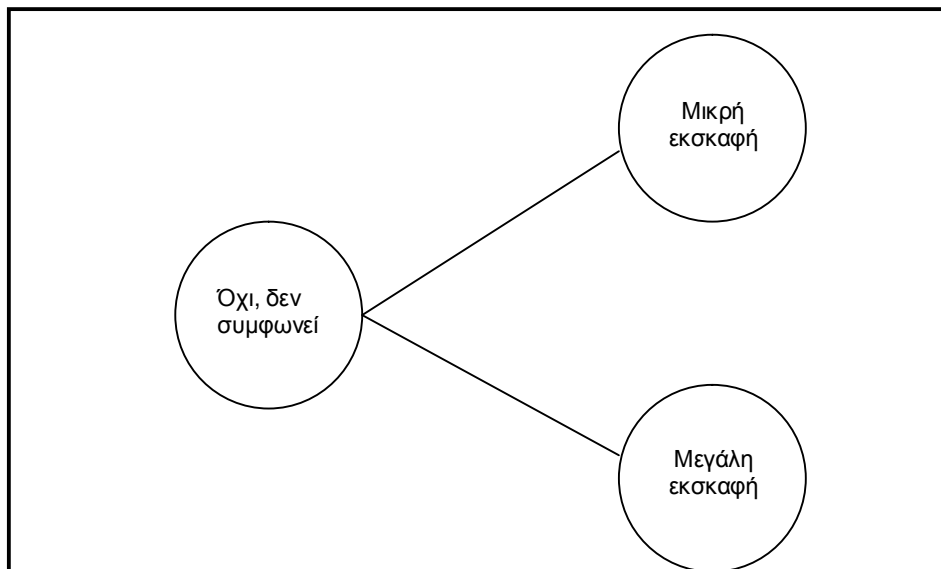 Μικρή
εκσκαφή
Όχι, δεν
συμφωνεί
Μεγάλη
εκσκαφή